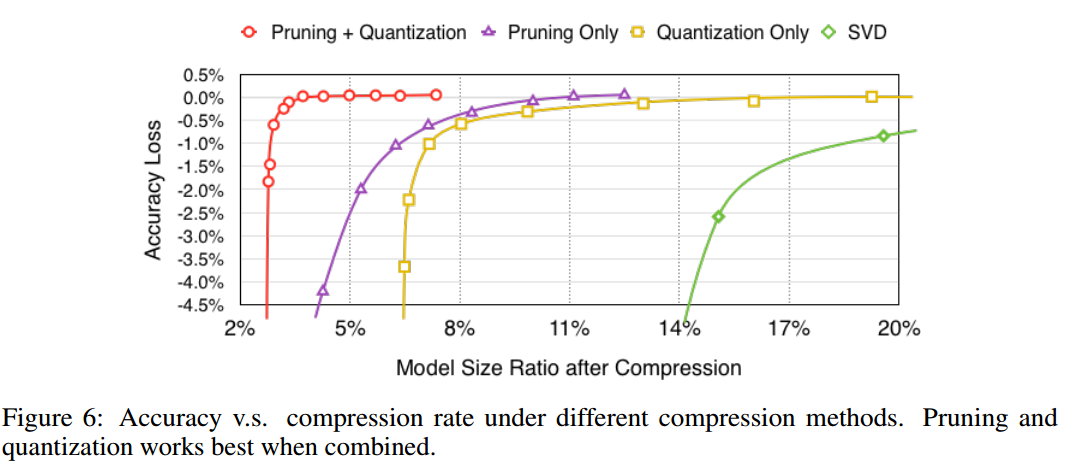 Pruning + Quantization Pruning Only Quantization Only SVD
0.5%
0.0%
-0.5%
-1.0%
-1.5%
-2.0%
-2.5%
-3.0%
-3.5%
-4.0%
-4.5%
Accuracy Loss
2% 5% 8% 11% 14% 17% 20%
Model Size Ratio after Compression
Figure 6: Accuracy v.s. compression rate under different compression methods. Pruning and
quantization works best when combined.